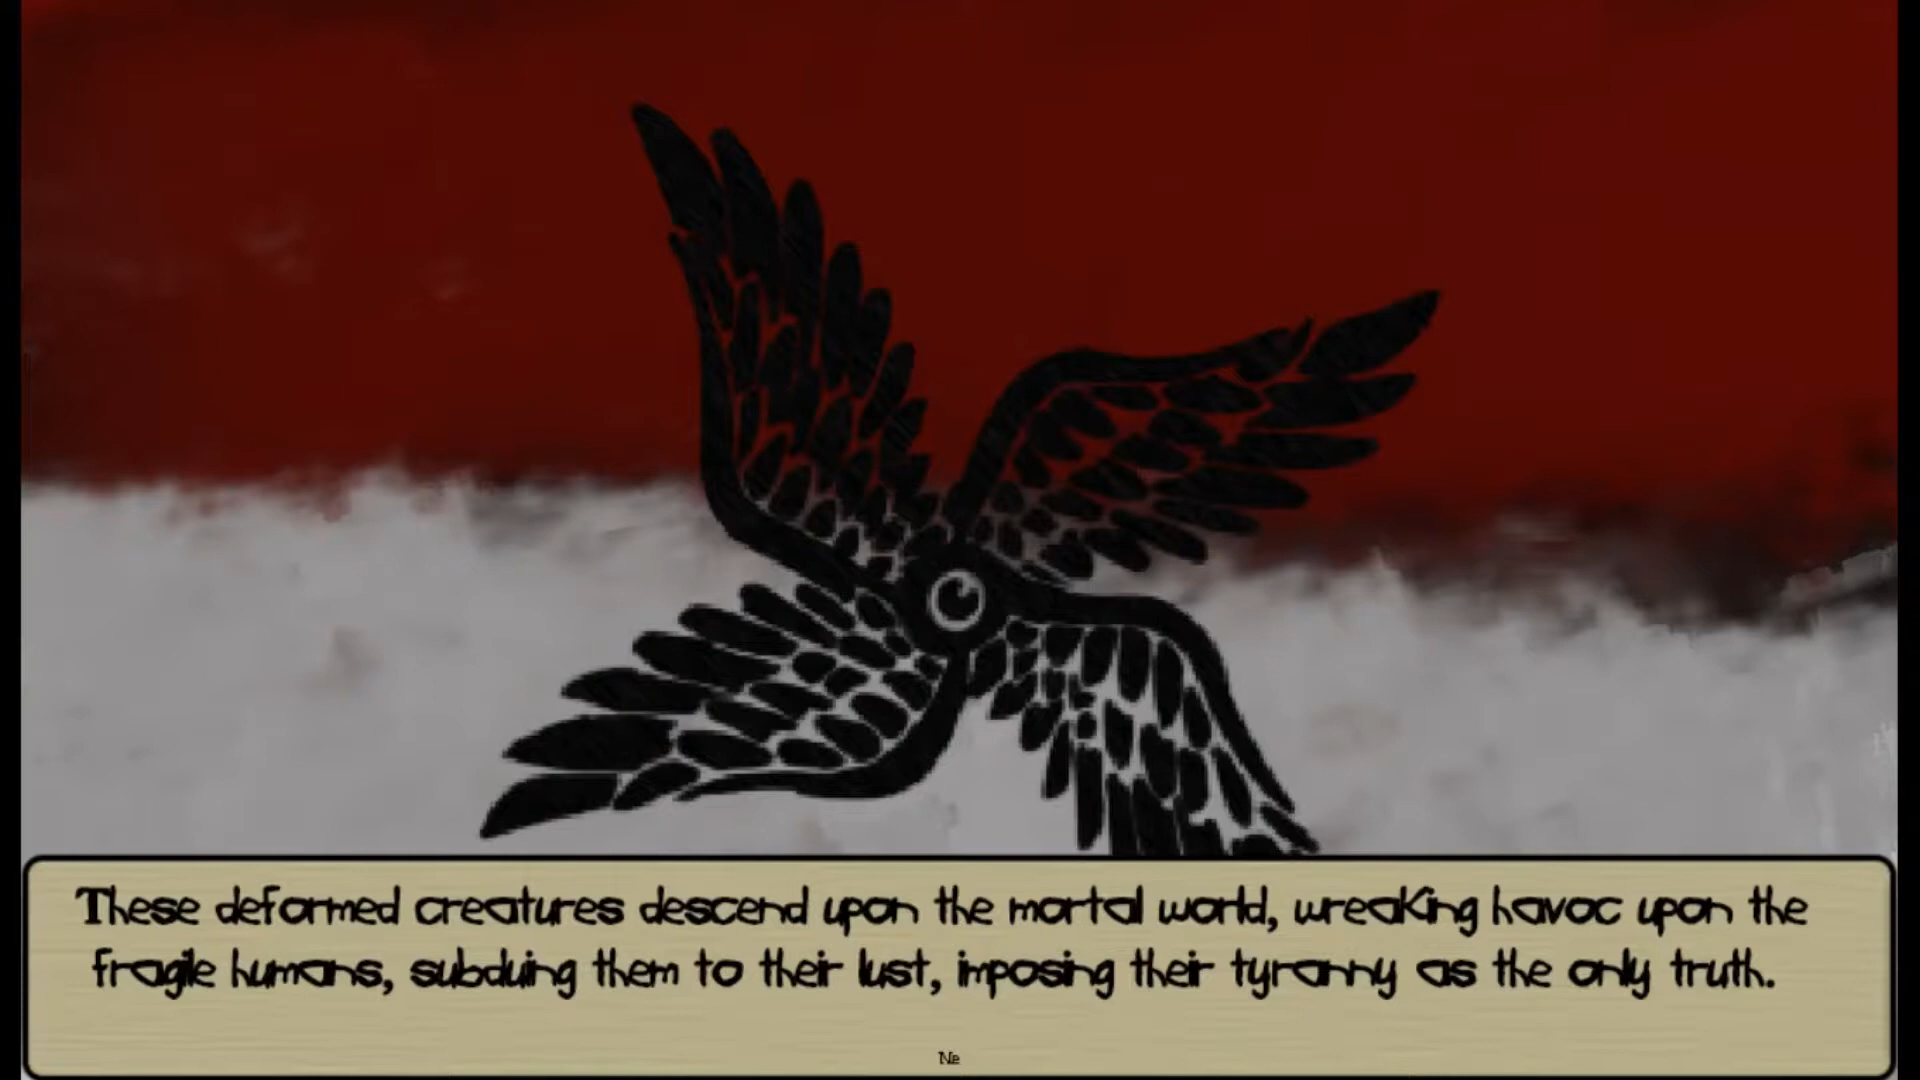 These deformed creatures descend upon the mortal world, wreaking havoc upon the
fragile humans, subduing them to their lust, imposing their tyranny as the only truth.
Ne